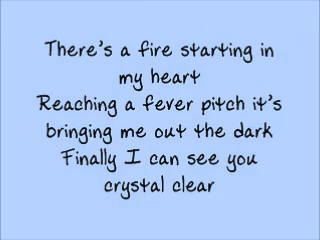 There's a fire starting in
my heart
Reaching a fever pitch it's
bringing me out the dark
Finally I can see you
crystal clear